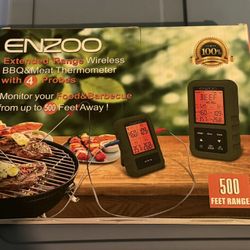 ENZOO
Extended Range Wireless
BBQ&Meat Thermometer
with 4 Probes
Monitor your Food&Barbecue
from up to 500 Feet Away !
100%
BEEF
500
FEET RANGE